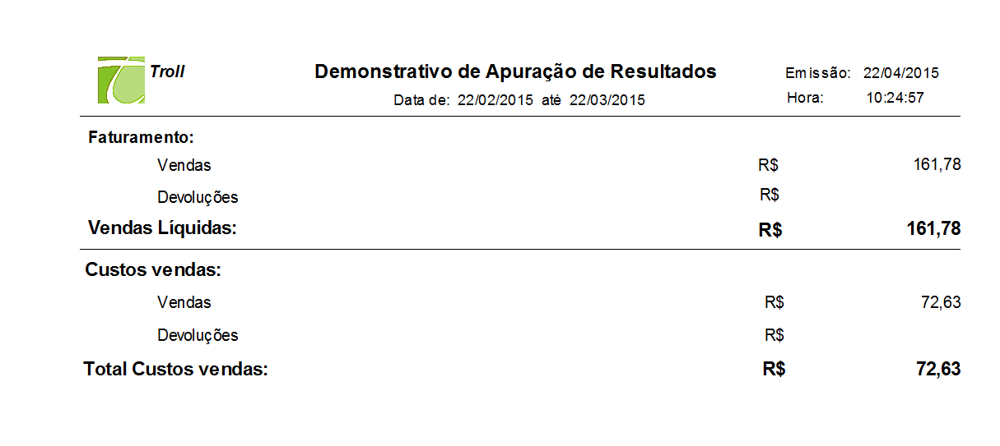 Troll Demonstrativo de Apuração de Resultados Emissão: 22/04/2015
Data de: 22/02/2015 até 22/03/2015 Hora: 10:24:57
Faturamento:
Vendas R$ 161,78
Devoluções R$
Vendas Líquidas: R$ 161,78
Custos vendas:
Vendas R$ 72,63
Devoluções R$
Total Custos vendas: R$ 72,63